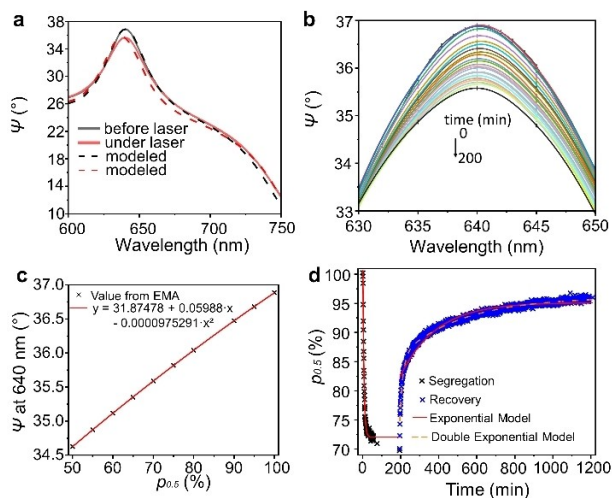 a
38
36
34
32
30
28
26
24
22
20
18
16
14
12
10
Ψ (°)
before laser
under laser
modeled
modeled
600
650
700
750
Wavelength (nm)
b
37
36
35
34
33
Ψ (°)
time (min)
0
200
630
635
640
645
650
Wavelength (nm)
c
37.0
36.5
36.0
35.5
35.0
34.5
Ψ at 640 nm (°)
Value from EMA
y = 31.87478 + 0.05988·x
- 0.0000975291·x²
50
60
70
80
90
100
p0.5 (%)
d
100
95
90
85
80
75
70
p0.5 (%)
Segregation
Recovery
Exponential Model
Double Exponential Model
0
200
400
600
800
1000
1200
Time (min)